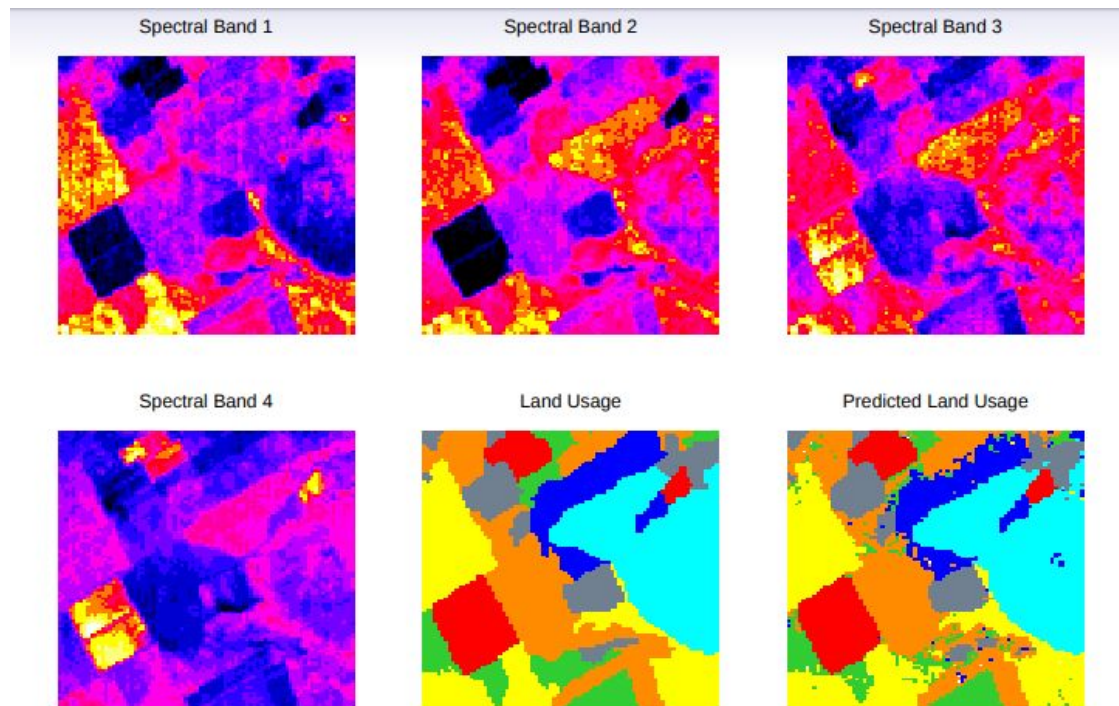 Spectral Band 1
Spectral Band 2
Spectral Band 3
Spectral Band 4
Land Usage
Predicted Land Usage